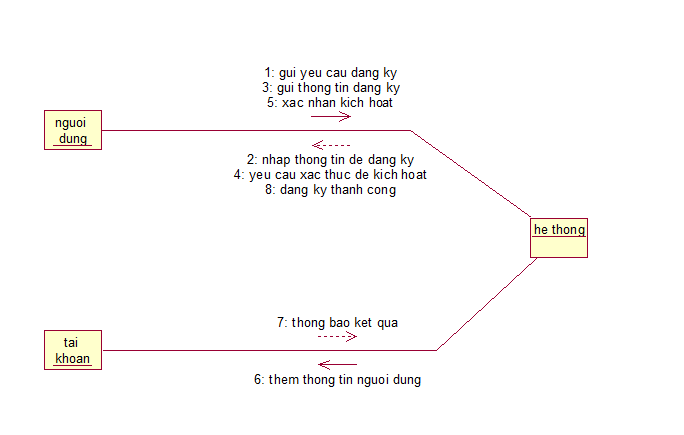 1: gui yeu cau dang ky
3: gui thong tin dang ky
5: xac nhan kich hoat
nguoi
dung
2: nhap thong tin de dang ky
4: yeu cau xac thuc de kich hoat
8: dang ky thanh cong
he thong
7: thong bao ket qua
tai
khoan
6: them thong tin nguoi dung